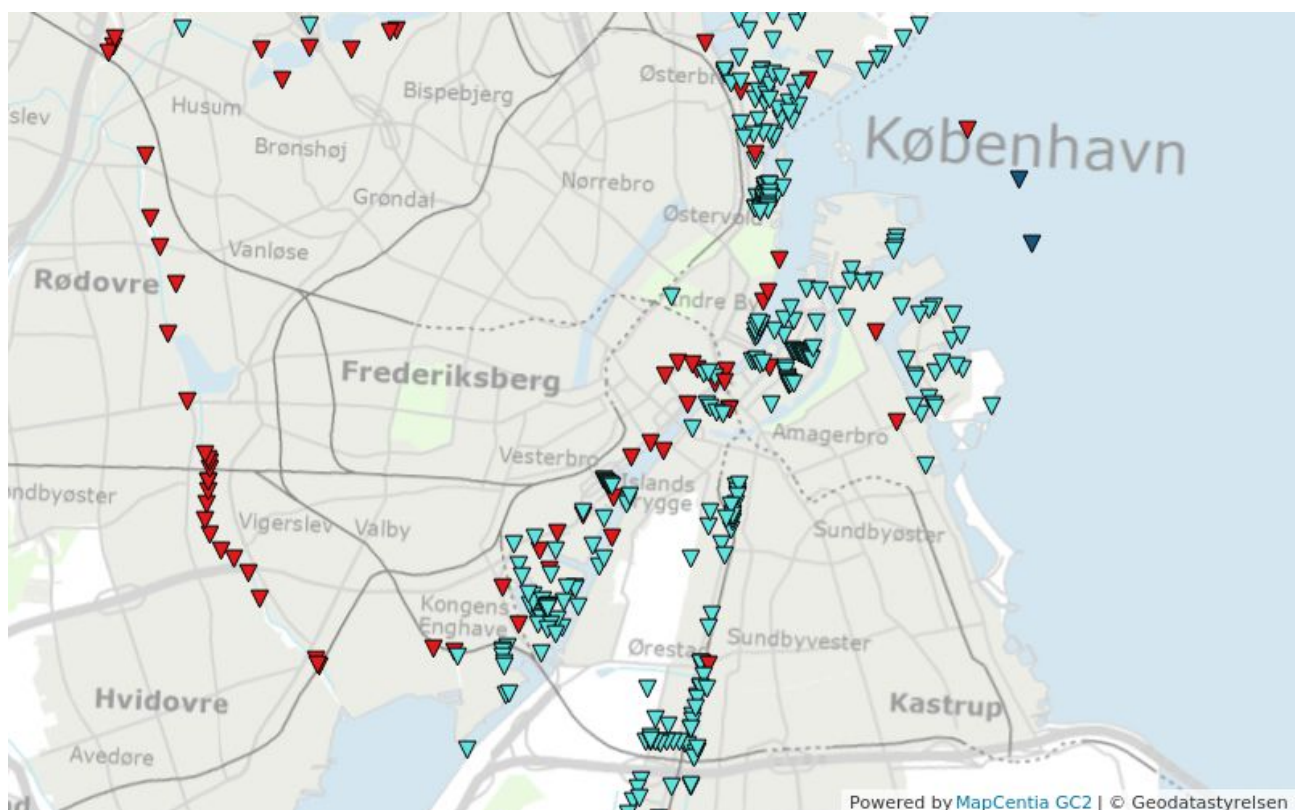 Østerbro
Husum
Bispebjerg
slev
København
Brønshøj
Nørrebro
Grøndal
Østervold
Vanløse
Rødovre
Indre By
Frederiksberg
Amagerbro
Vesterbro
Islands
Brygge
ndbyøster
Vigerslev
Valby
Sundbyøster
Kongens
Enghave
Ørestad
Sundbyvester
Hvidovre
Kastrup
Avedøre
Powered by MapCentia GC2 | © Geodatastyrelsen